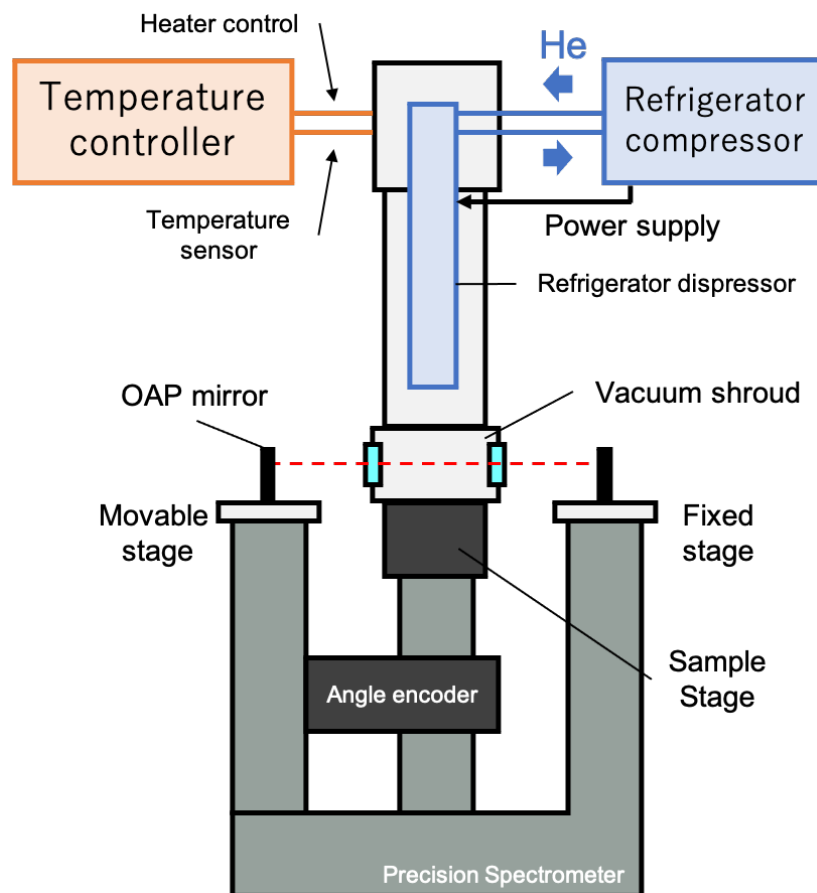 Heater control
He
Temperature
controller
Refrigerator
compressor
Temperature
sensor
Power supply
Refrigerator dispressor
OAP mirror
Vacuum shroud
Movable
stage
Fixed
stage
Sample
Stage
Angle encoder
Precision Spectrometer